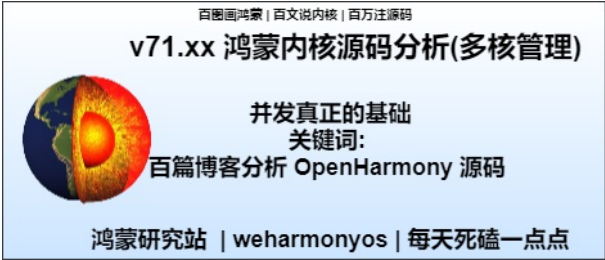 百图画鸿蒙 | 百文说内核 | 百万注源码
v71.xx 鸿蒙内核源码分析(多核管理)
并发真正的基础
关键词:
百篇博客分析 OpenHarmony 源码
鸿蒙研究站 | weharmonyos | 每天死磕一点点